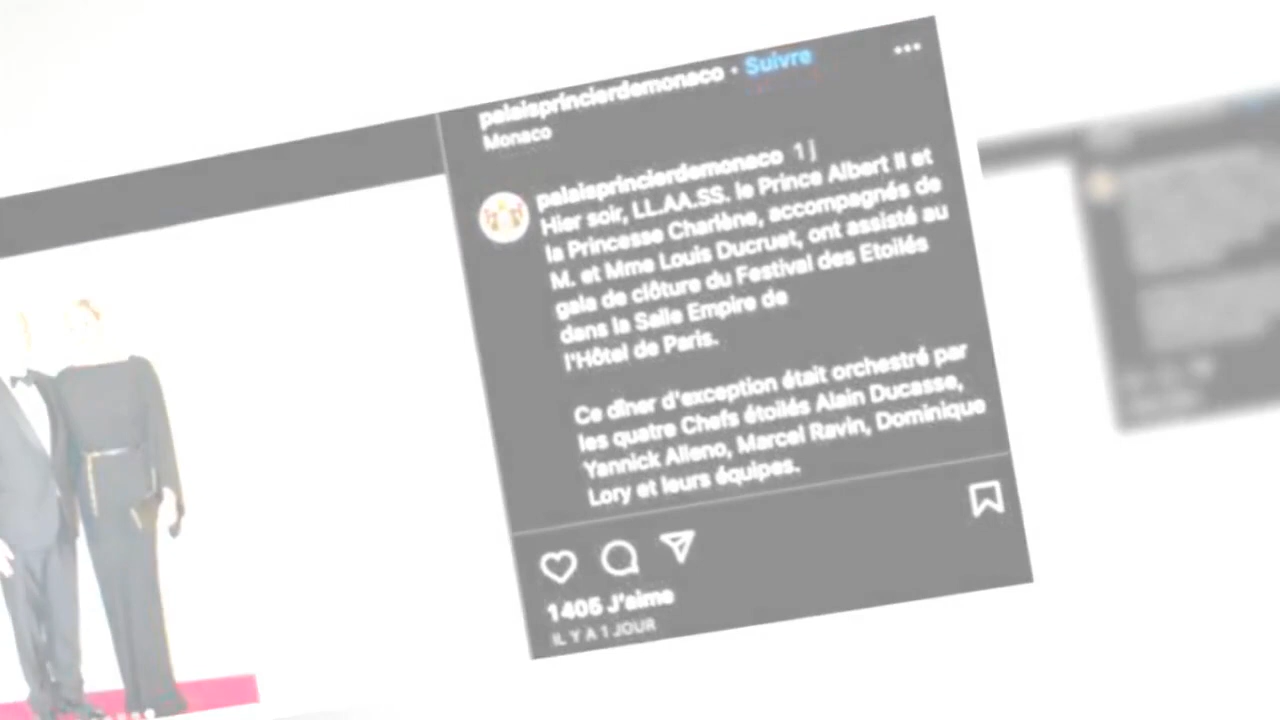 palaisprincierdemonaco • Suivre
Monaco
palaisprincierdemonaco 1 j
Hier soir, LL.AA.SS. le Prince Albert II et
la Princesse Charlène, accompagnés de
M. et Mme Louis Ducruet, ont assisté au
gala de clôture du Festival des Etoilés
dans la Salle Empire de
l'Hôtel de Paris.
Ce dîner d'exception était orchestré par
les quatre Chefs étoilés Alain Ducasse,
Yannick Alleno, Marcel Ravin, Dominique
Lory et leurs équipes.
1405 J'aime
IL Y A 1 JOUR